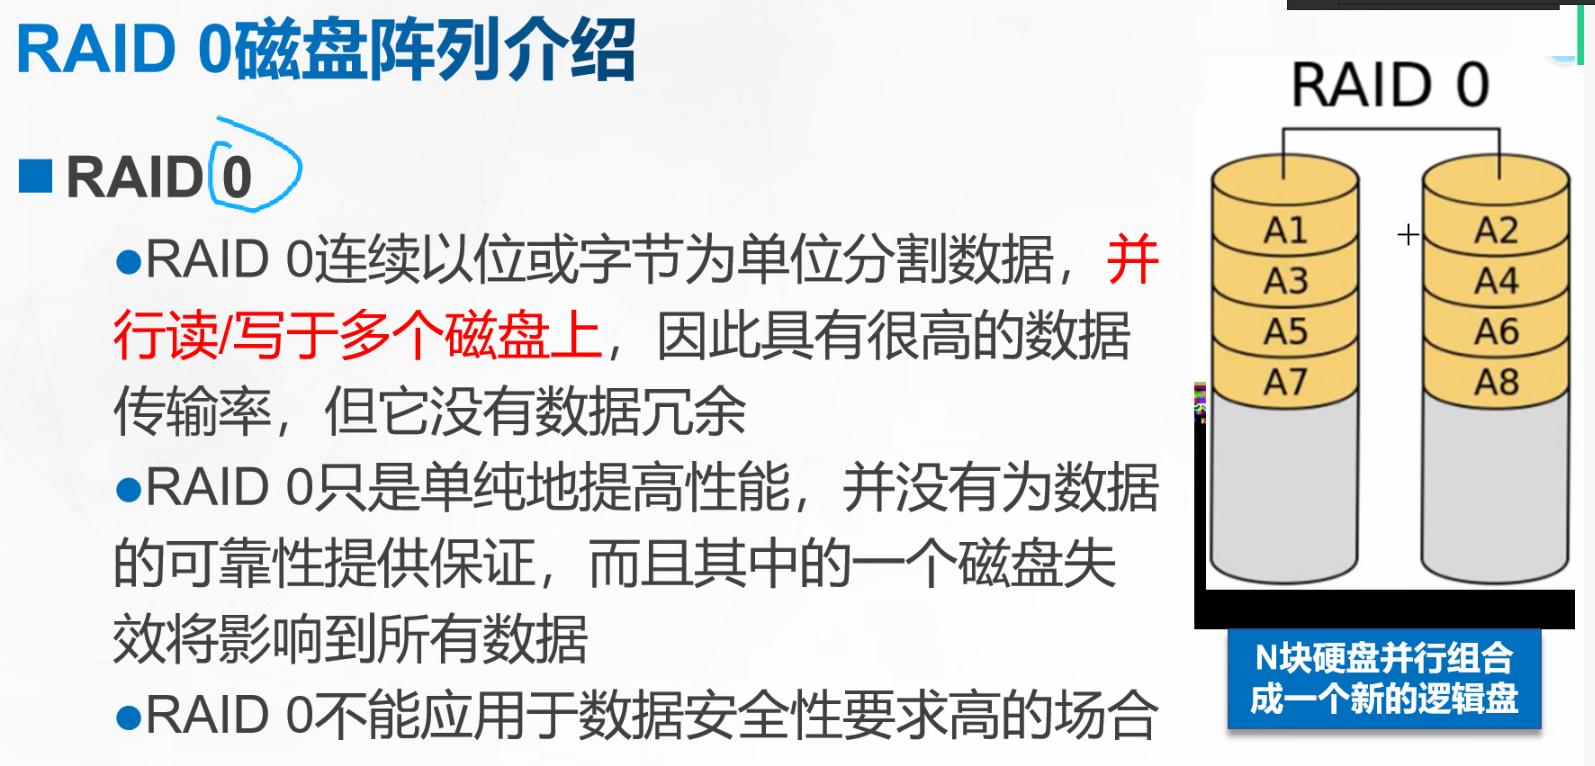 RAID 0磁盘阵列介绍
RAID 0
RAID 0连续以位或字节为单位分割数据，并
行读/写于多个磁盘上，因此具有很高的数据
传输率，但它没有数据冗余
RAID 0只是单纯地提高性能，并没有为数据
的可靠性提供保证，而且其中的一个磁盘失
效将影响到所有数据
RAID 0不能应用于数据安全性要求高的场合
RAID 0
A1 A2
A3 A4
A5 A6
A7 A8
N块硬盘并行组合
成一个新的逻辑盘